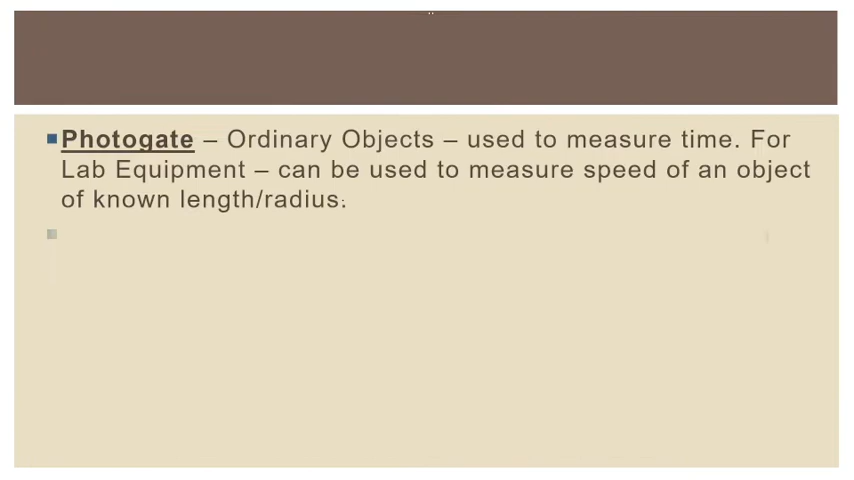 Photogate – Ordinary Objects – used to measure time. For
Lab Equipment – can be used to measure speed of an object
of known length/radius.